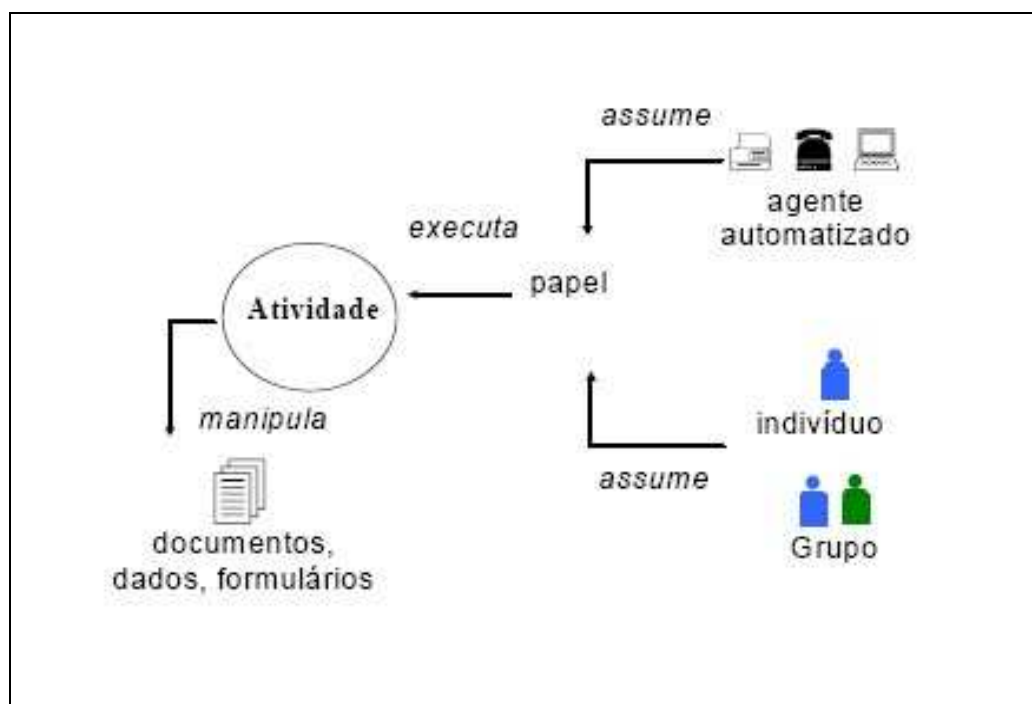 assume
agente
automatizado
executa
papel
Atividade
manipula
indivíduo
assume
documentos,
dados, formulários
Grupo